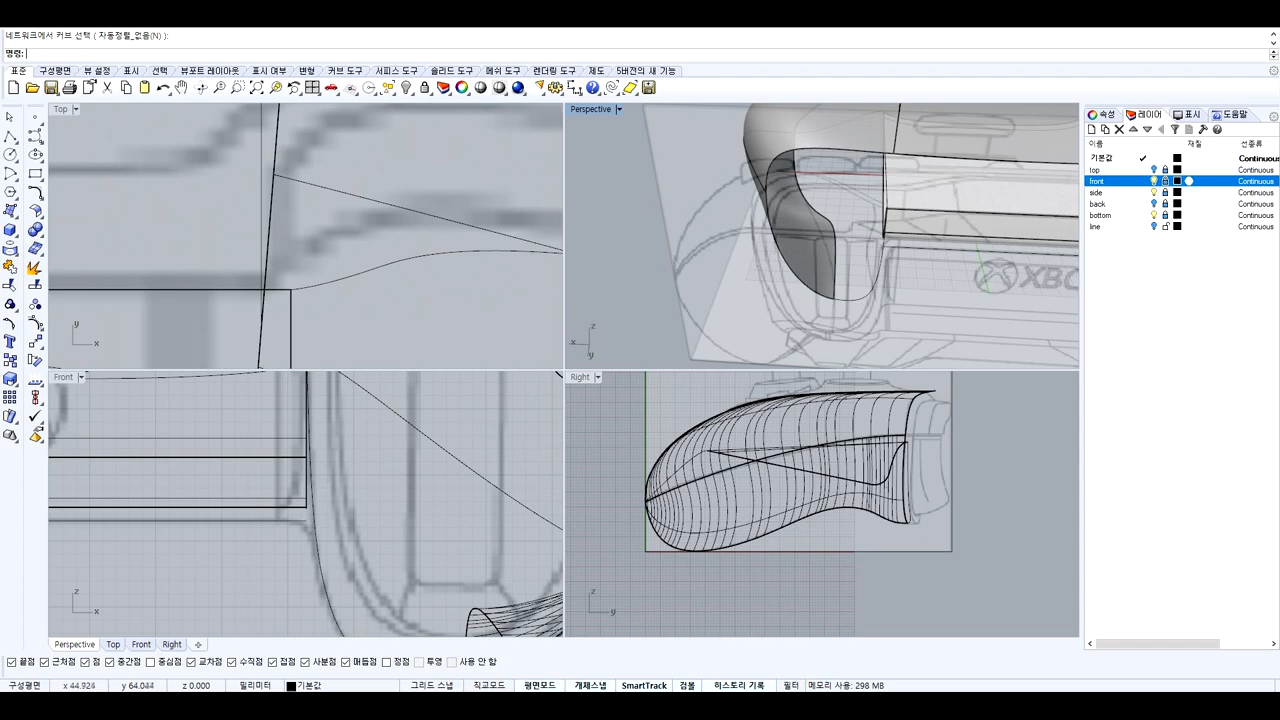 네트워크에서 커브 선택 ( 자동정렬_없음(N) ):
명령:
표준 구성평면 뷰 설정 표시 선택 뷰포트 레이아웃 표시 여부 변형 커브 도구 서피스 도구 솔리드 도구 메쉬 도구 렌더링 도구 제도 5버전의 새 기능
Top
Perspective
속성 레이어 표시 도움말
이름 재질 선종류
기본값 Continuous
top Continuous
front Continuous
side Continuous
back Continuous
bottom Continuous
line Continuous
XBO
y
x
z
x
y
Front
Right
z
x
z
y
Perspective Top Front Right
끝점 근처점 점 중간점 중심점 교차점 수직점 접점 사분점 매듭점 정점 투영 사용 안 함
구성평면 x 44.924 y 64.044 z 0.000 밀리미터 기본값 그리드 스냅 직교모드 평면모드 개체스냅 SmartTrack 검볼 히스토리 기록 필터 메모리 사용: 298 MB